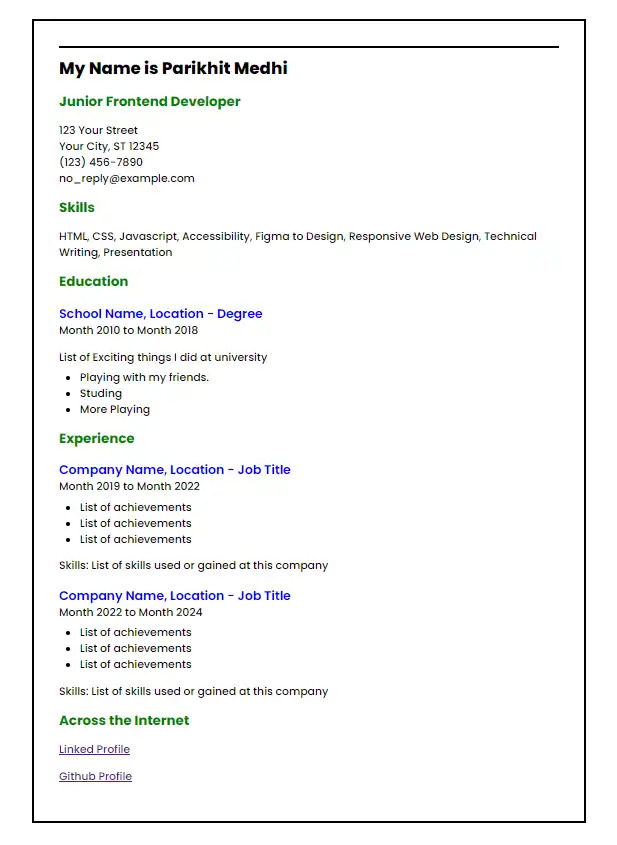 My Name is Parikhit Medhi
Junior Frontend Developer
123 Your Street
Your City, ST 12345
(123) 456-7890
no_reply@example.com
Skills
HTML, CSS, Javascript, Accessibility, Figma to Design, Responsive Web Design, Technical
Writing, Presentation
Education
School Name, Location - Degree
Month 2010 to Month 2018
List of Exciting things I did at university
• Playing with my friends.
• Studing
• More Playing
Experience
Company Name, Location - Job Title
Month 2019 to Month 2022
• List of achievements
• List of achievements
• List of achievements
Skills: List of skills used or gained at this company
Company Name, Location - Job Title
Month 2022 to Month 2024
• List of achievements
• List of achievements
• List of achievements
Skills: List of skills used or gained at this company
Across the Internet
Linked Profile
Github Profile